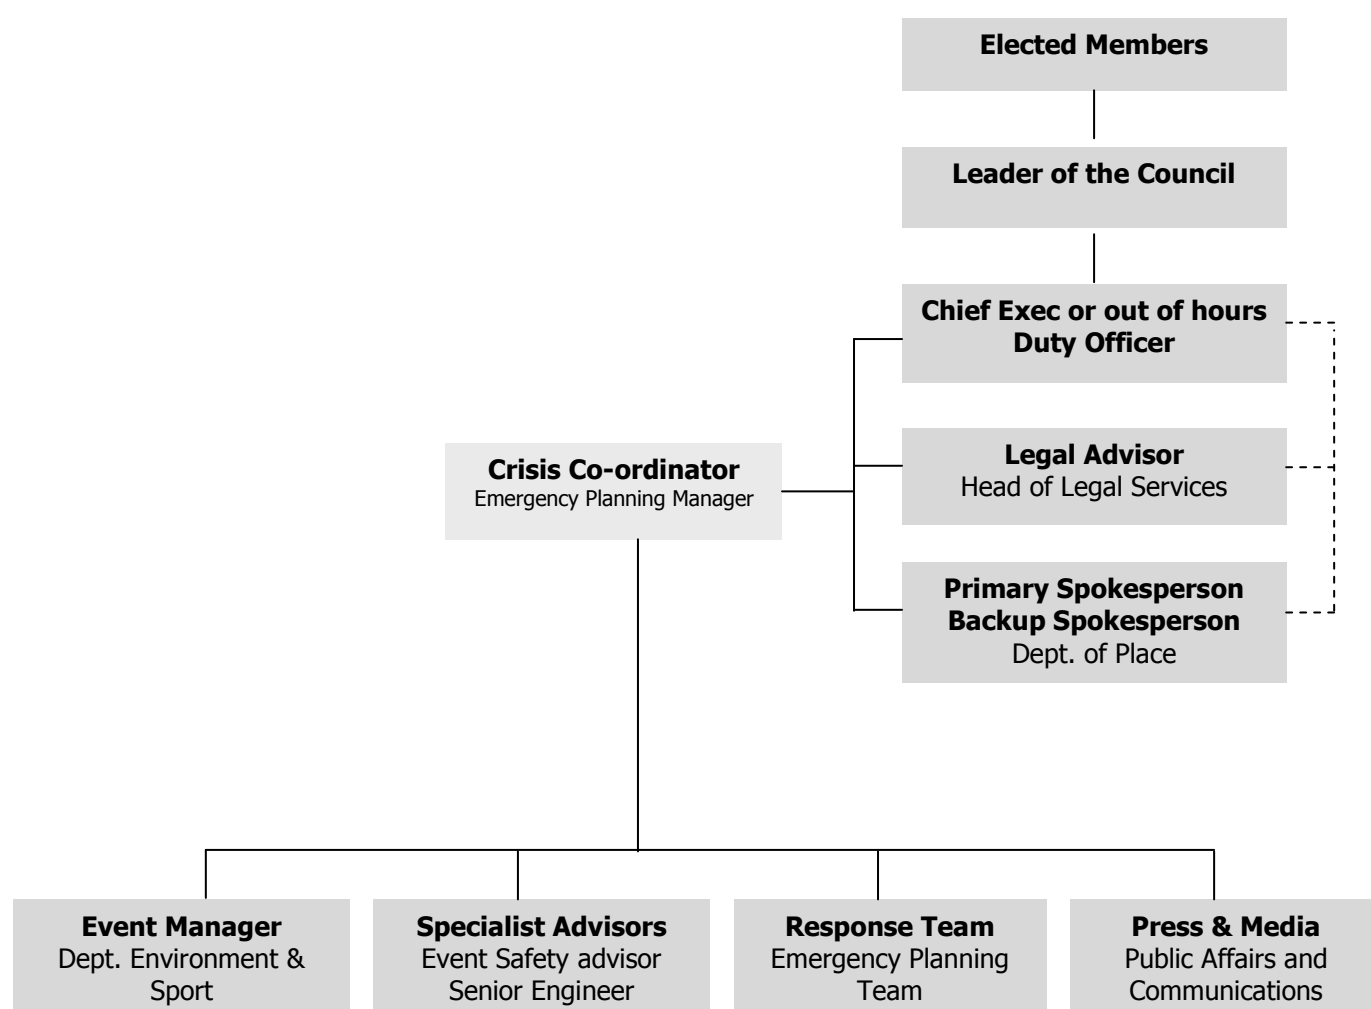 Elected Members
Leader of the Council
Chief Exec or out of hours
Duty Officer
Legal Advisor
Head of Legal Services
Crisis Co-ordinator
Emergency Planning Manager
Primary Spokesperson
Backup Spokesperson
Dept. of Place
Event Manager
Dept. Environment &
Sport
Specialist Advisors
Event Safety advisor
Senior Engineer
Response Team
Emergency Planning
Team
Press & Media
Public Affairs and
Communications